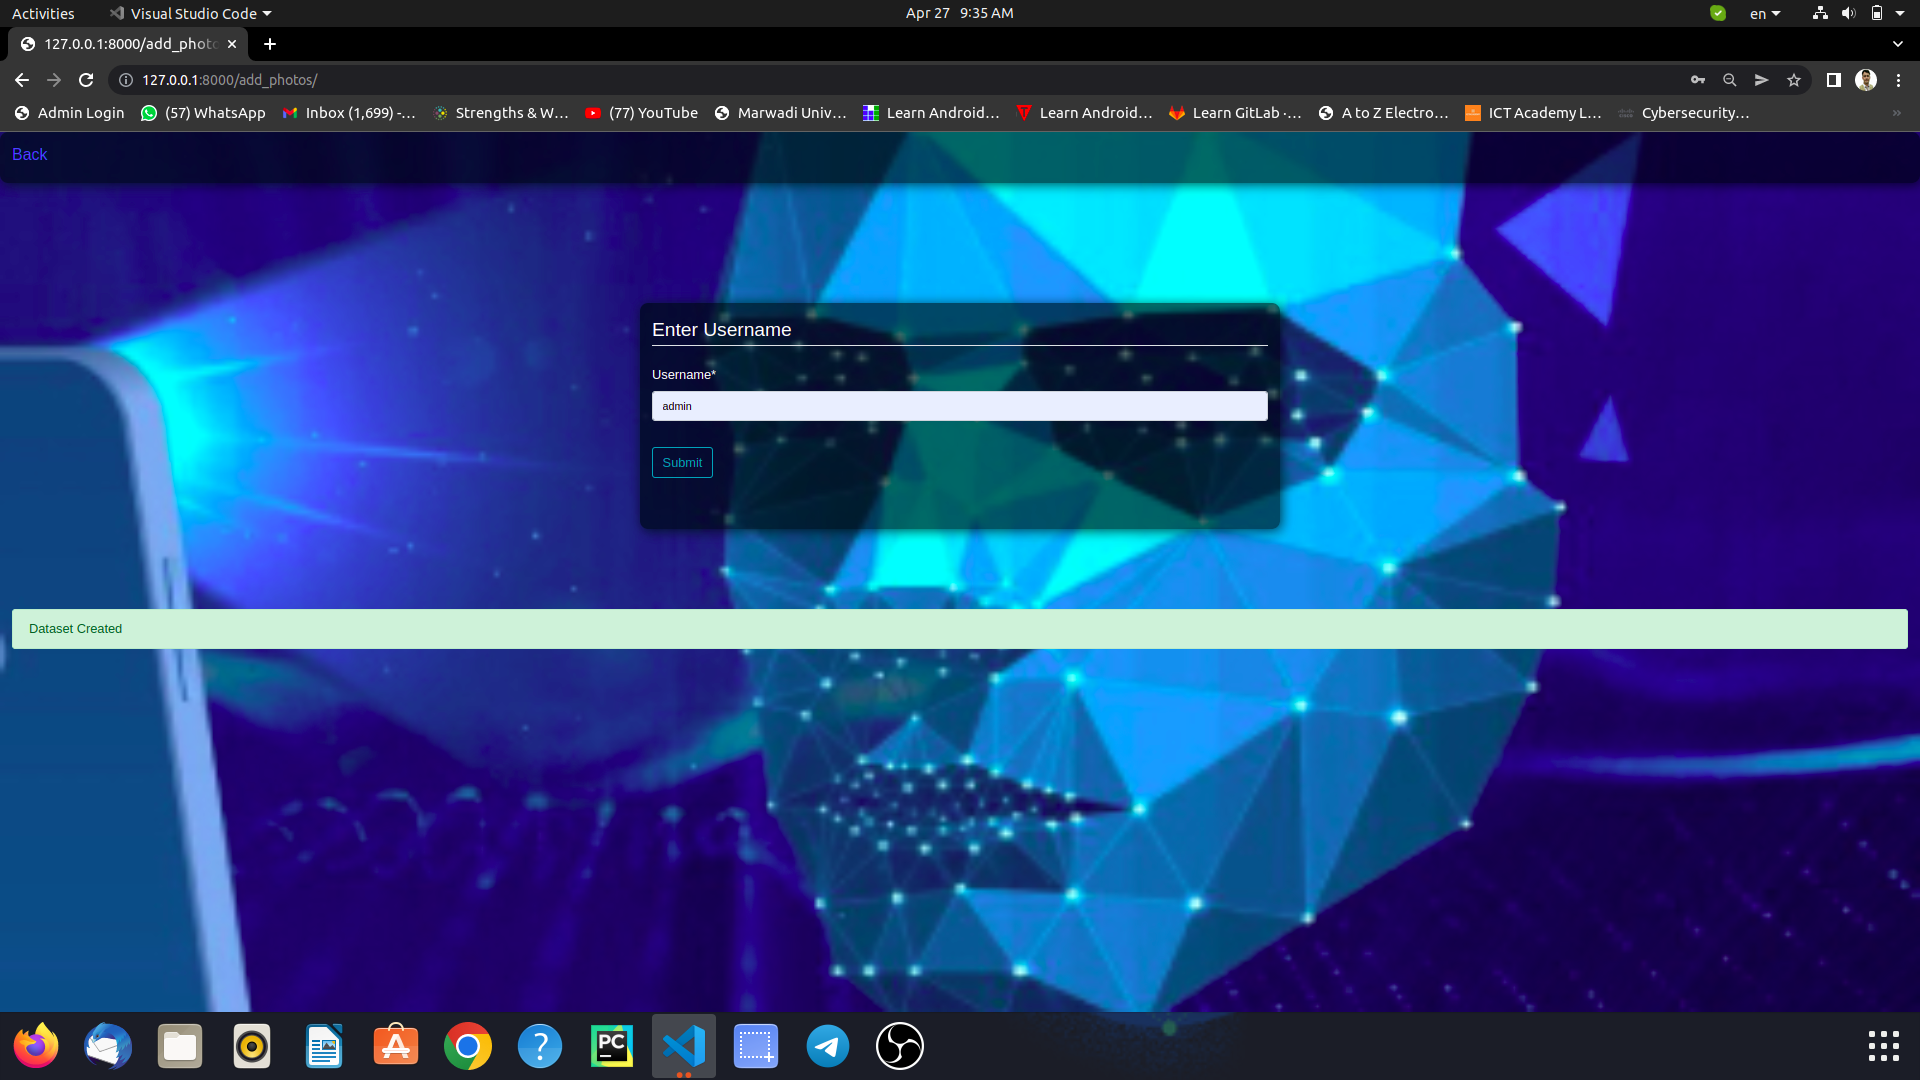 Activities Visual Studio Code Apr 27 9:35 AM en
127.0.0.1:8000/add_photo
127.0.0.1:8000/add_photos/
Admin Login (57) WhatsApp Inbox (1,699) -... Strengths & W... (77) YouTube Marwadi Univ... Learn Android... Learn Android... Learn GitLab ·... A to Z Electro... ICT Academy L... Cybersecurity... »
Back
Enter Username
Username*
admin
Submit
Dataset Created
PC